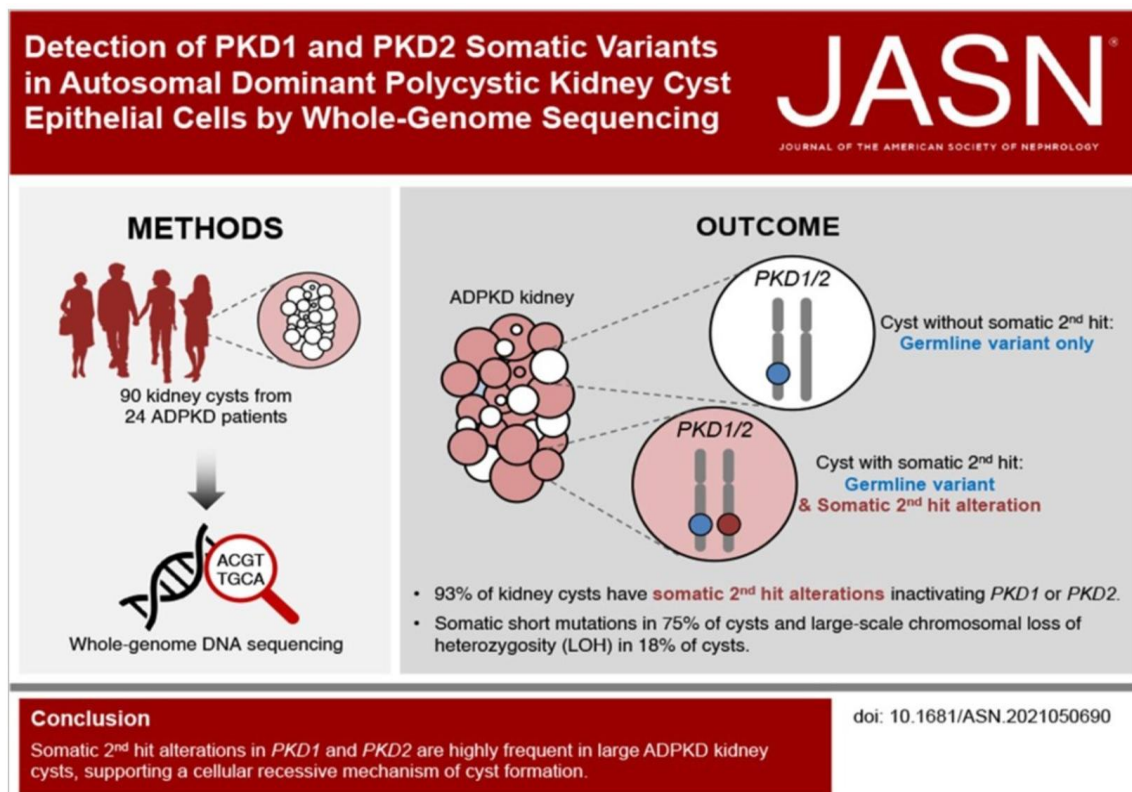 Detection of PKD1 and PKD2 Somatic Variants
in Autosomal Dominant Polycystic Kidney Cyst
Epithelial Cells by Whole-Genome Sequencing
JASN®
JOURNAL OF THE AMERICAN SOCIETY OF NEPHROLOGY
METHODS
90 kidney cysts from
24 ADPKD patients
ACGT
TGCA
Whole-genome DNA sequencing
OUTCOME
ADPKD kidney
PKD1/2
Cyst without somatic 2nd hit:
Germline variant only
PKD1/2
Cyst with somatic 2nd hit:
Germline variant
& Somatic 2nd hit alteration
• 93% of kidney cysts have somatic 2nd hit alterations inactivating PKD1 or PKD2.
• Somatic short mutations in 75% of cysts and large-scale chromosomal loss of
heterozygosity (LOH) in 18% of cysts.
Conclusion
Somatic 2nd hit alterations in PKD1 and PKD2 are highly frequent in large ADPKD kidney
cysts, supporting a cellular recessive mechanism of cyst formation.
doi: 10.1681/ASN.2021050690